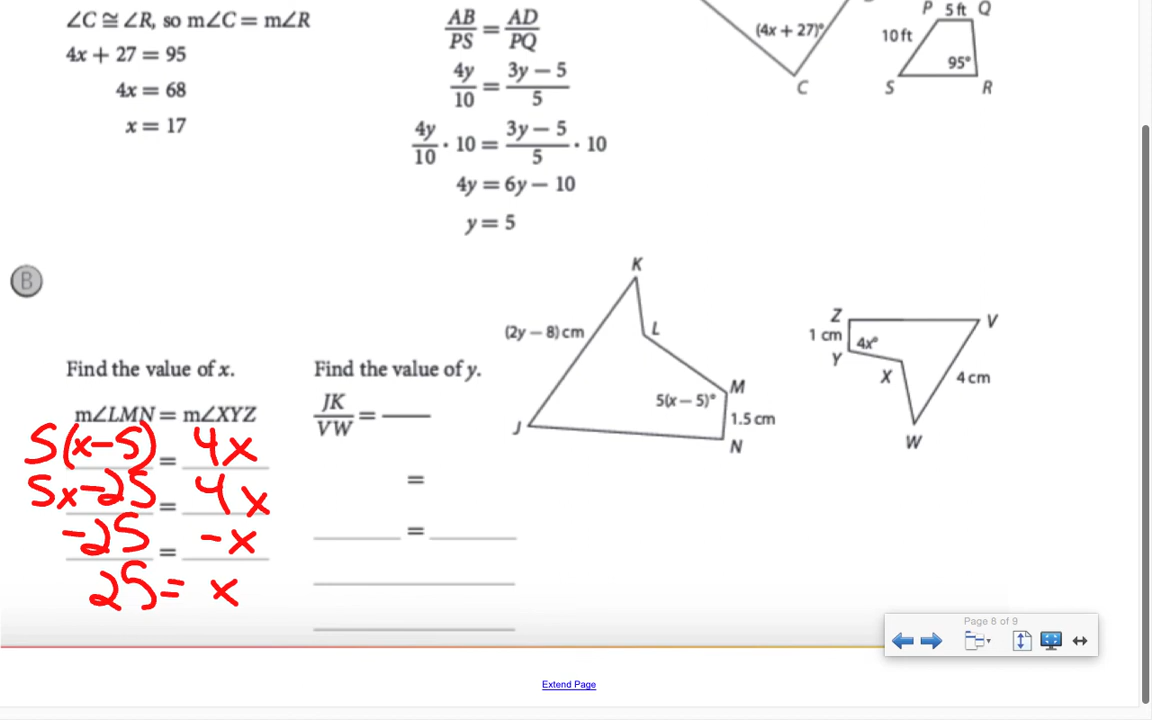 ∠C ≅ ∠R, so m∠C = m∠R
4x + 27 = 95
4x = 68
x = 17
AB/PS = AD/PQ
4y/10 = (3y − 5)/5
4y/10 · 10 = (3y − 5)/5 · 10
4y = 6y − 10
y = 5
(4x + 27)°
C
P 5 ft Q
10 ft
95°
S R
B
Find the value of x.
m∠LMN = m∠XYZ
5(x-5) = 4x
5x-25 = 4x
-25 = -x
25 = x
Find the value of y.
JK/VW = ___
=
___ = ___
K
(2y − 8) cm
L
5(x − 5)°
M
1.5 cm
J
N
Z
V
1 cm
4x°
Y
X
4 cm
W
Page 8 of 9
Extend Page